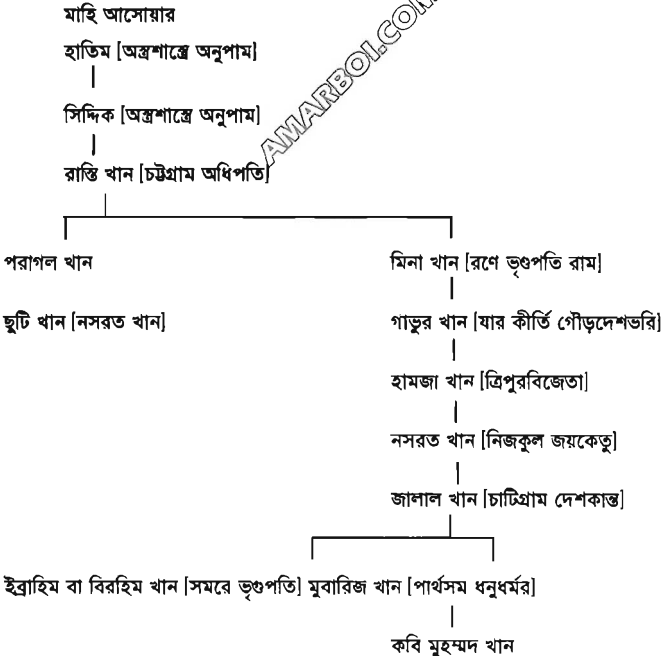 মাহি আসোয়ার
হাতিম [অস্ত্রশাস্ত্রে অনুপাম]
সিদ্দিক [অস্ত্রশাস্ত্রে অনুপাম]
রাস্তি খান [চট্টগ্রাম অধিপতি]
AMARBOI.COM
পরাগল খান
মিনা খান [রণে ভৃগুপতি রাম]
ছুটি খান [নসরত খান]
গাভুর খান [যার কীর্তি গৌড়দেশভরি]
হামজা খান [ত্রিপুরবিজেতা]
নসরত খান [নিজকুল জয়কেতু]
জালাল খান [চাটিগ্রাম দেশকান্ত]
ইব্রাহিম বা বিরহিম খান [সমরে ভৃগুপতি] মুবারিজ খান [পার্থসম ধনুধর্মর]
কবি মুহম্মদ খান